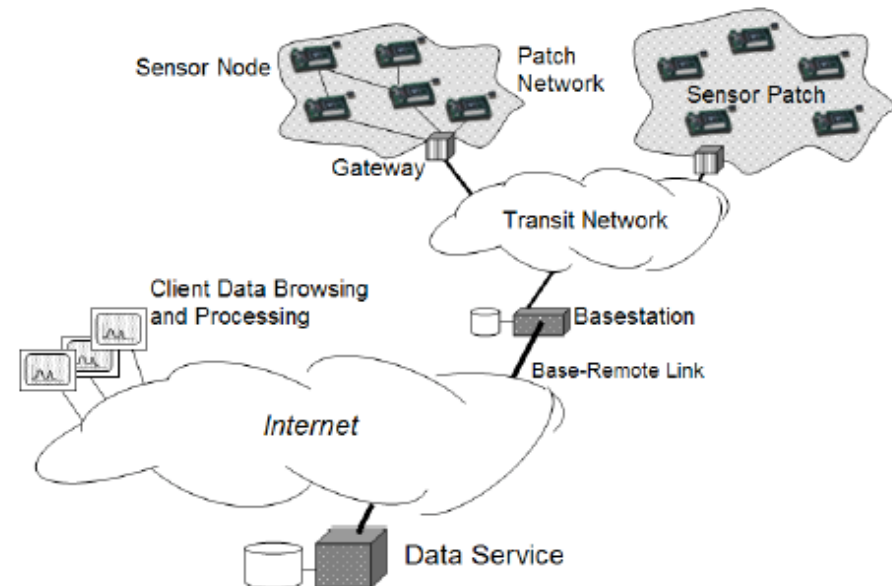 Sensor Node
Patch
Network
Sensor Patch
Gateway
Transit Network
Client Data Browsing
and Processing
Basestation
Base-Remote Link
Internet
Data Service